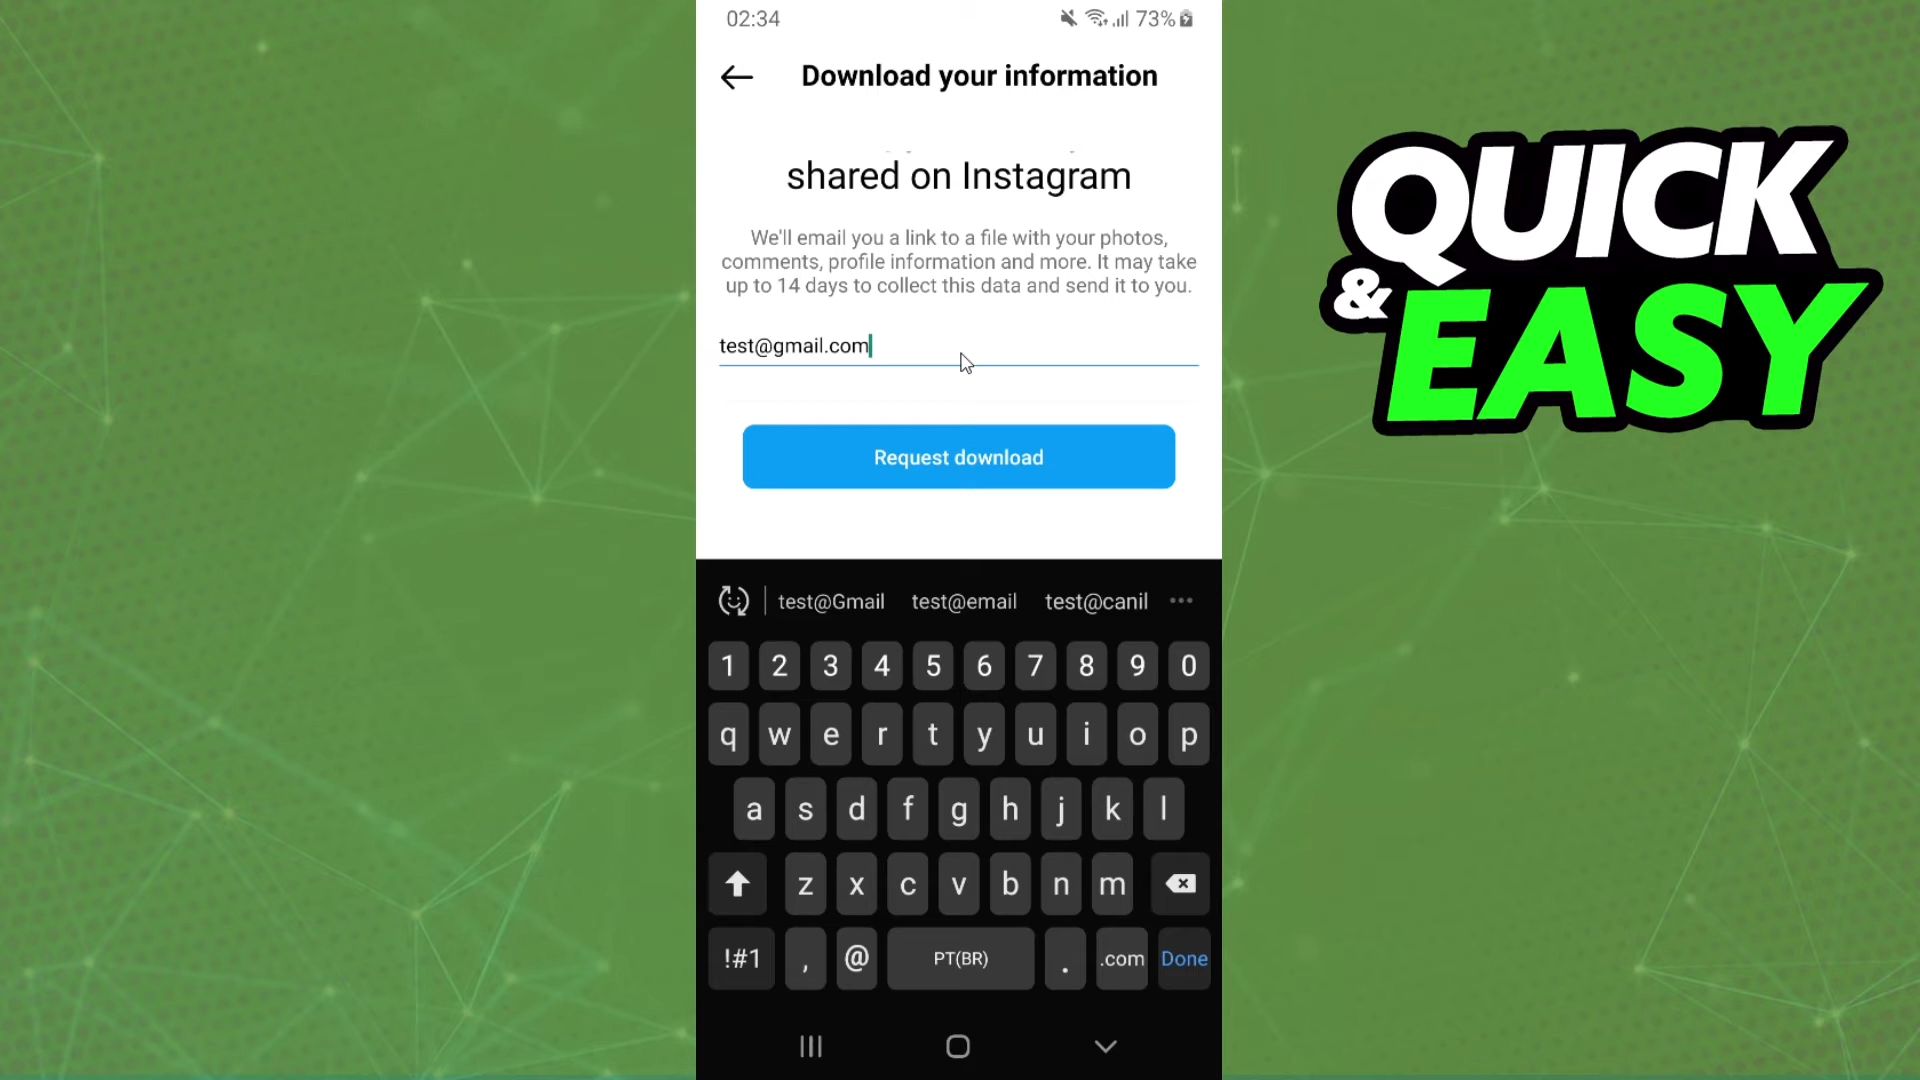 02:34
73%
Download your information
shared on Instagram
We'll email you a link to a file with your photos,
comments, profile information and more. It may take
up to 14 days to collect this data and send it to you.
test@gmail.com
Request download
test@Gmail test@email test@canil
1 2 3 4 5 6 7 8 9 0
q w e r t y u i o p
a s d f g h j k l
z x c v b n m
!#1 , @ PT(BR) . .com Done
QUICK
&
EASY